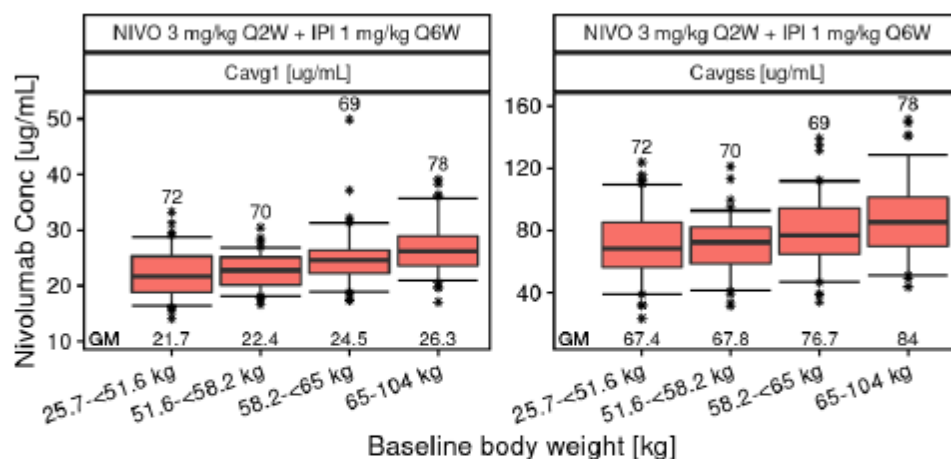 NIVO 3 mg/kg Q2W + IPI 1 mg/kg Q6W
Cavg1 [ug/mL]
Nivolumab Conc [ug/mL]
50
40
30
20
10
72
70
69
78
GM 21.7 22.4 24.5 26.3
25.7-<51.6 kg
51.6-<58.2 kg
58.2-<65 kg
65-104 kg
NIVO 3 mg/kg Q2W + IPI 1 mg/kg Q6W
Cavgss [ug/mL]
160
120
80
40
72
70
69
78
GM 67.4 67.8 76.7 84
25.7-<51.6 kg
51.6-<58.2 kg
58.2-<65 kg
65-104 kg
Baseline body weight [kg]